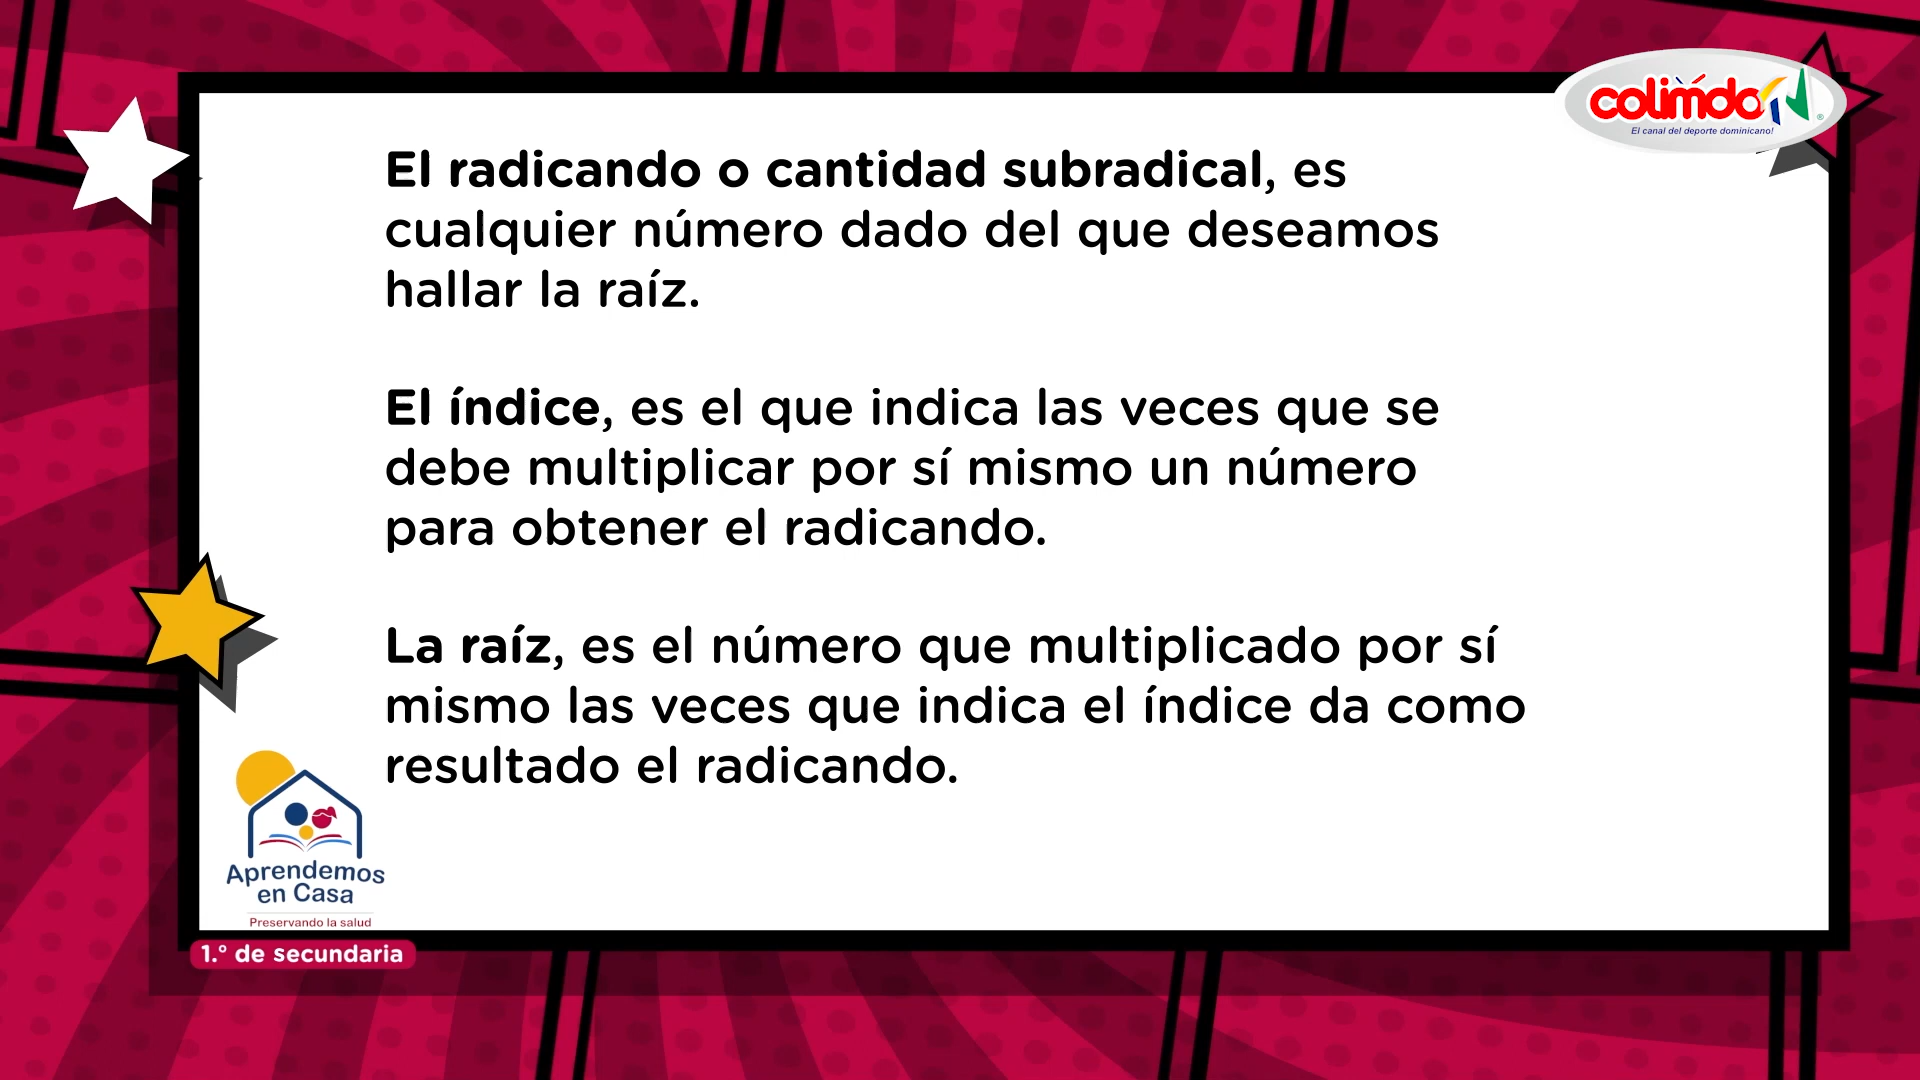 colimdo
El canal del deporte dominicano!
El radicando o cantidad subradical, es
cualquier número dado del que deseamos
hallar la raíz.
El índice, es el que indica las veces que se
debe multiplicar por sí mismo un número
para obtener el radicando.
La raíz, es el número que multiplicado por sí
mismo las veces que indica el índice da como
resultado el radicando.
Aprendemos
en Casa
Preservando la salud
1.° de secundaria